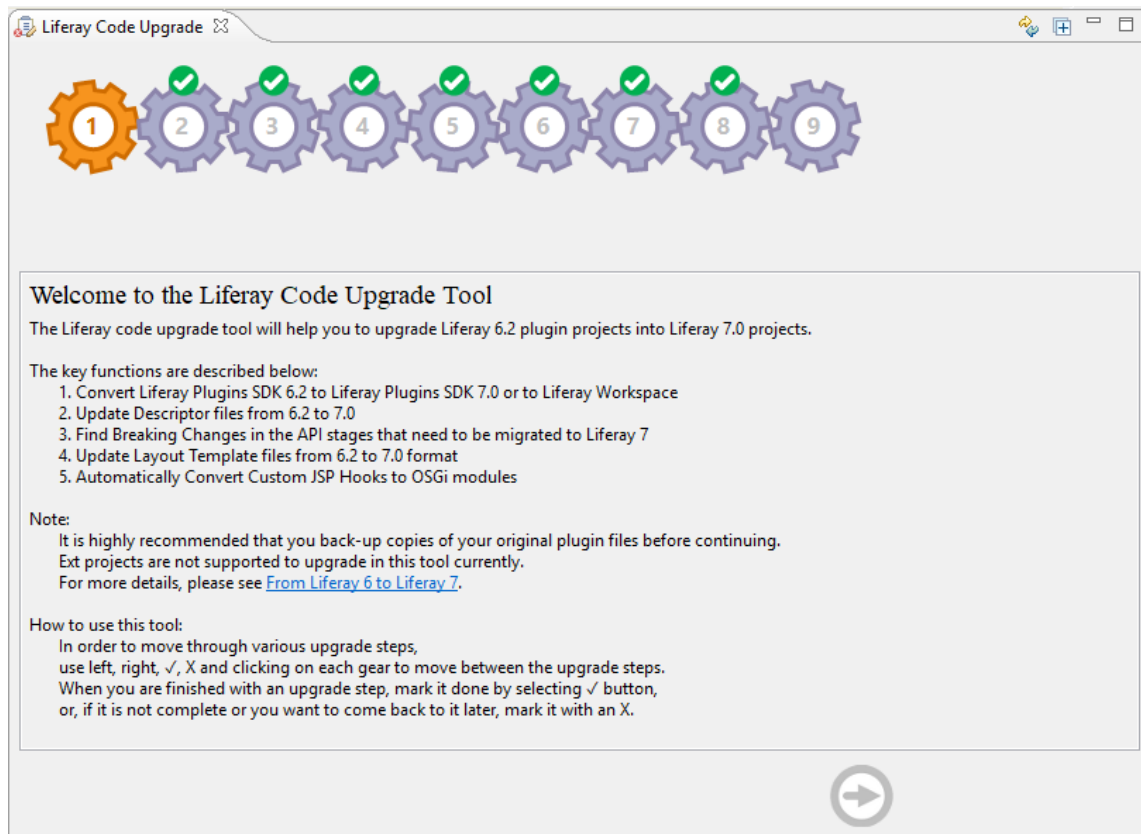 Liferay Code Upgrade
1 2 3 4 5 6 7 8 9
Welcome to the Liferay Code Upgrade Tool
The Liferay code upgrade tool will help you to upgrade Liferay 6.2 plugin projects into Liferay 7.0 projects.
The key functions are described below:
1. Convert Liferay Plugins SDK 6.2 to Liferay Plugins SDK 7.0 or to Liferay Workspace
2. Update Descriptor files from 6.2 to 7.0
3. Find Breaking Changes in the API stages that need to be migrated to Liferay 7
4. Update Layout Template files from 6.2 to 7.0 format
5. Automatically Convert Custom JSP Hooks to OSGi modules
Note:
It is highly recommended that you back-up copies of your original plugin files before continuing.
Ext projects are not supported to upgrade in this tool currently.
For more details, please see From Liferay 6 to Liferay 7.
How to use this tool:
In order to move through various upgrade steps,
use left, right, ✓, X and clicking on each gear to move between the upgrade steps.
When you are finished with an upgrade step, mark it done by selecting ✓ button,
or, if it is not complete or you want to come back to it later, mark it with an X.